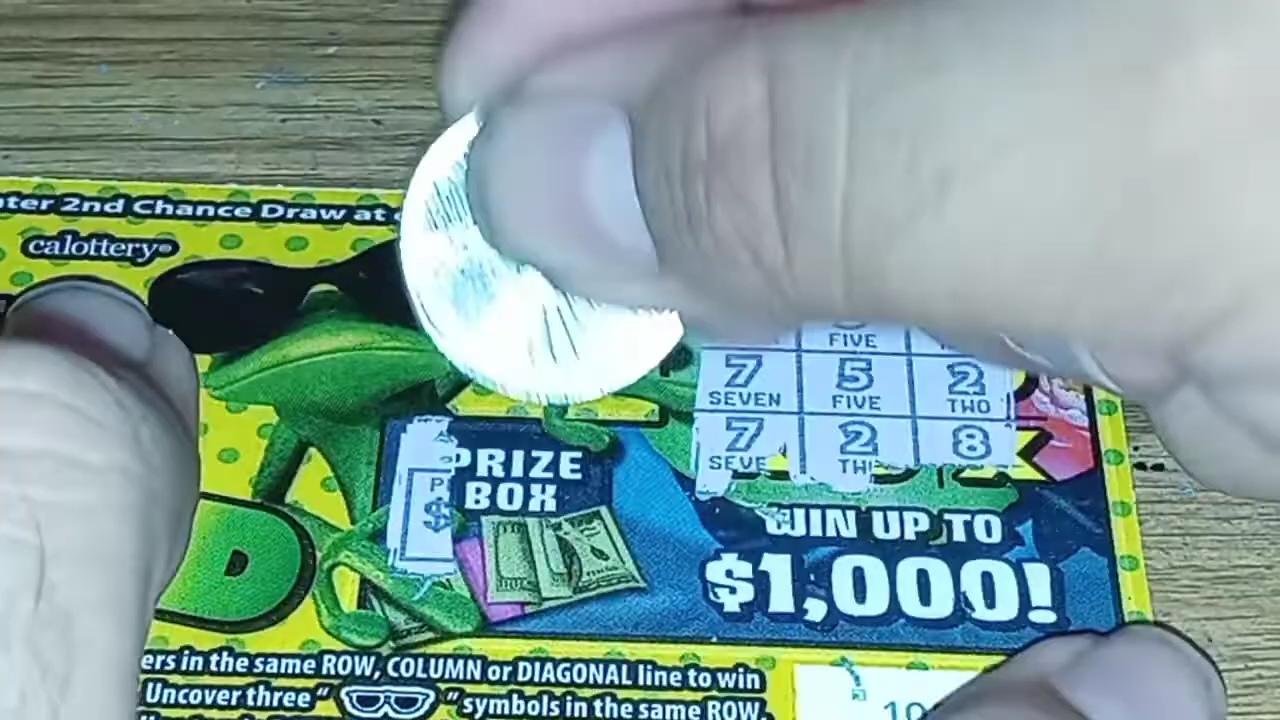 2nd Chance Draw at
calottery
FIVE
7 5 2
SEVEN FIVE TWO
7 2 8
PRIZE
BOX
$
WIN UP TO
$1,000!
D
in the same ROW, COLUMN or DIAGONAL line to win
Uncover three " " symbols in the same ROW,